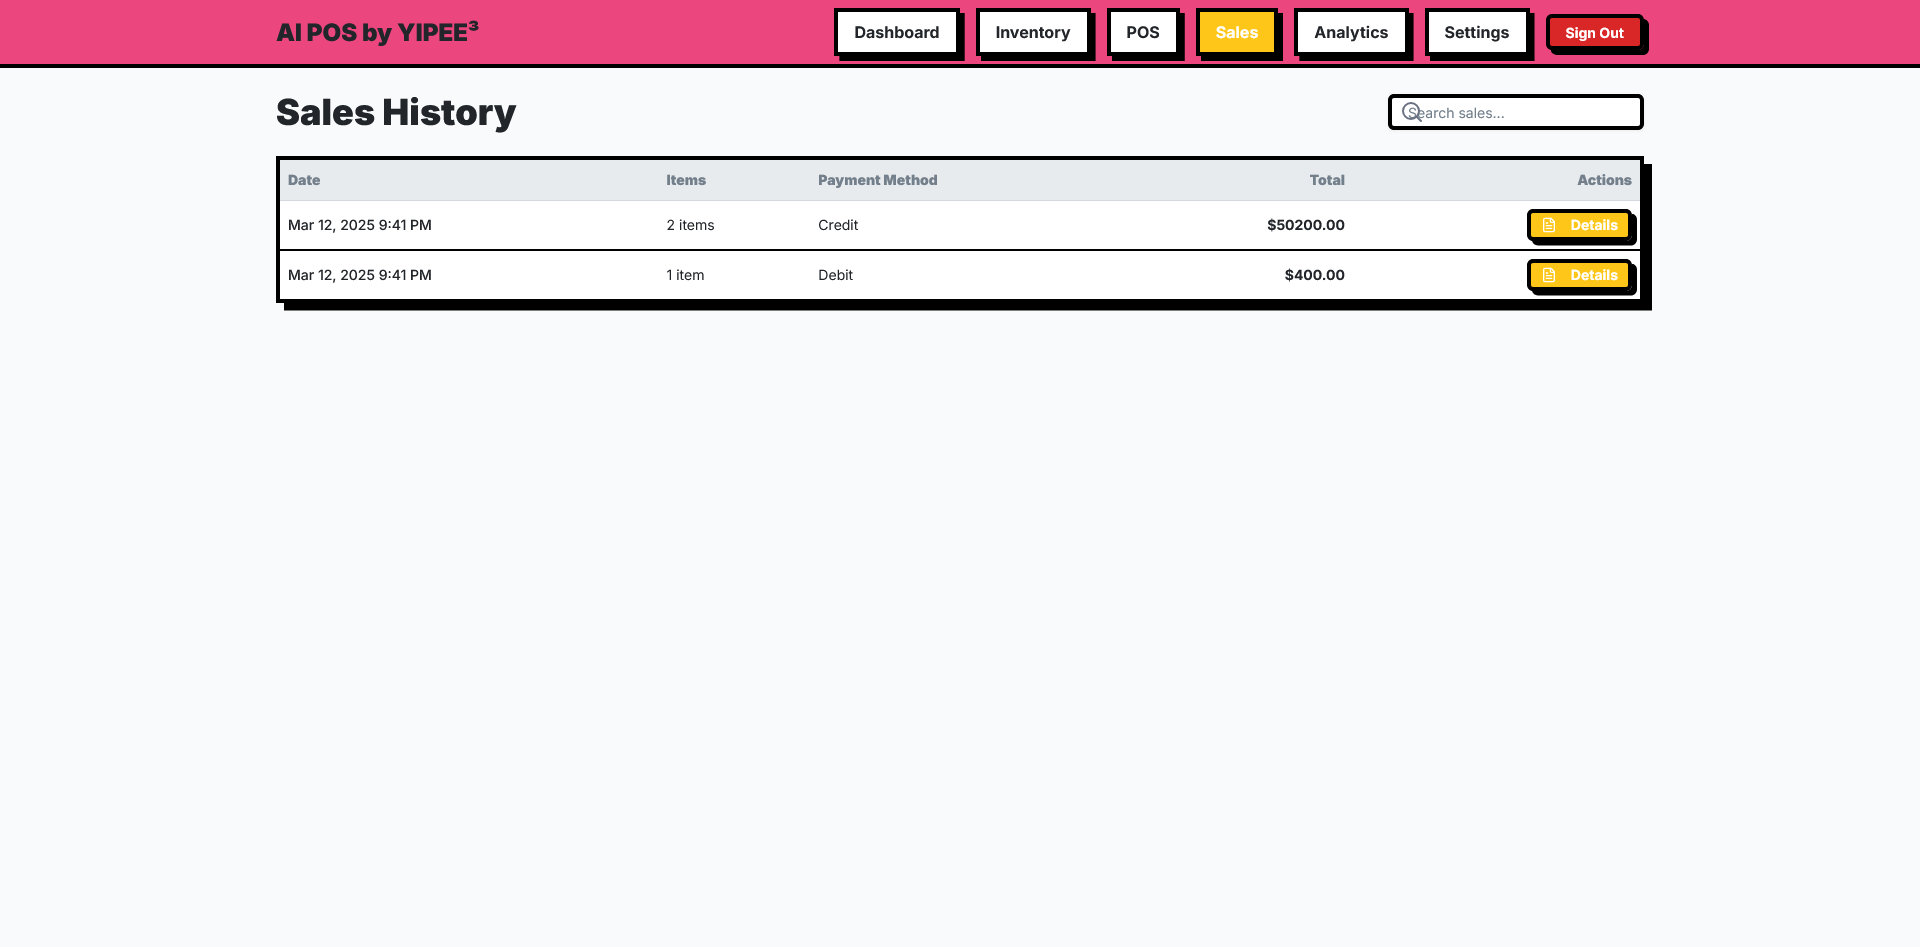 AI POS by YIPEE³
Dashboard
Inventory
POS
Sales
Analytics
Settings
Sign Out
Sales History
Search sales...
Date Items Payment Method Total Actions
Mar 12, 2025 9:41 PM 2 items Credit $50200.00 Details
Mar 12, 2025 9:41 PM 1 item Debit $400.00 Details